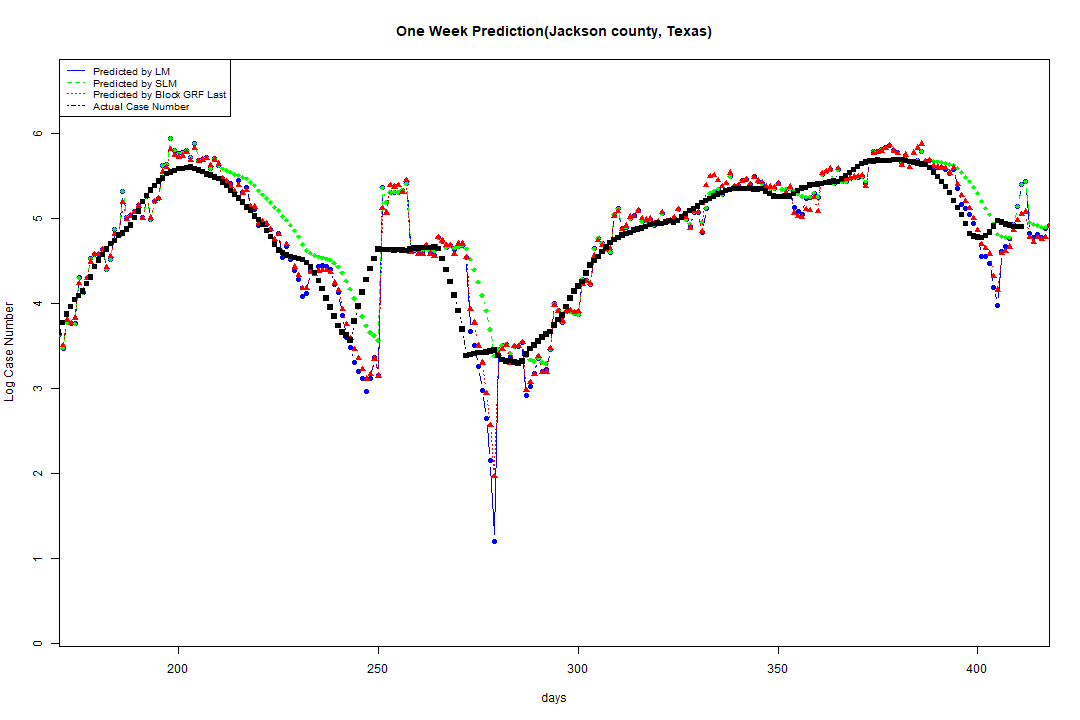 One Week Prediction(Jackson county, Texas)
Predicted by LM
Predicted by SLM
Predicted by Block GRF Last
Actual Case Number
6
5
4
3
2
1
0
Log Case Number
200
250
300
350
400
days